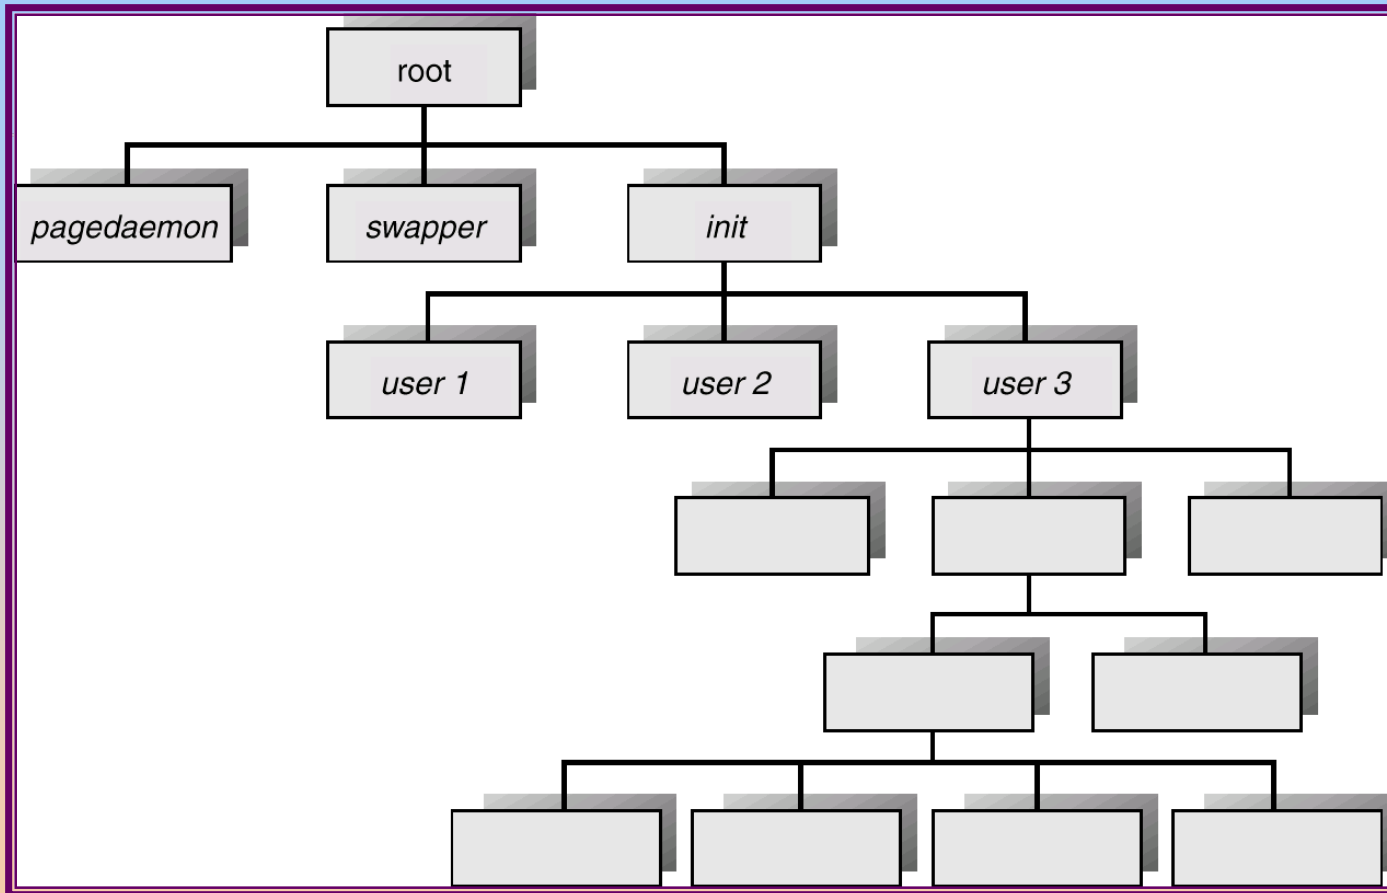 root
pagedaemon
swapper
init
user 1
user 2
user 3